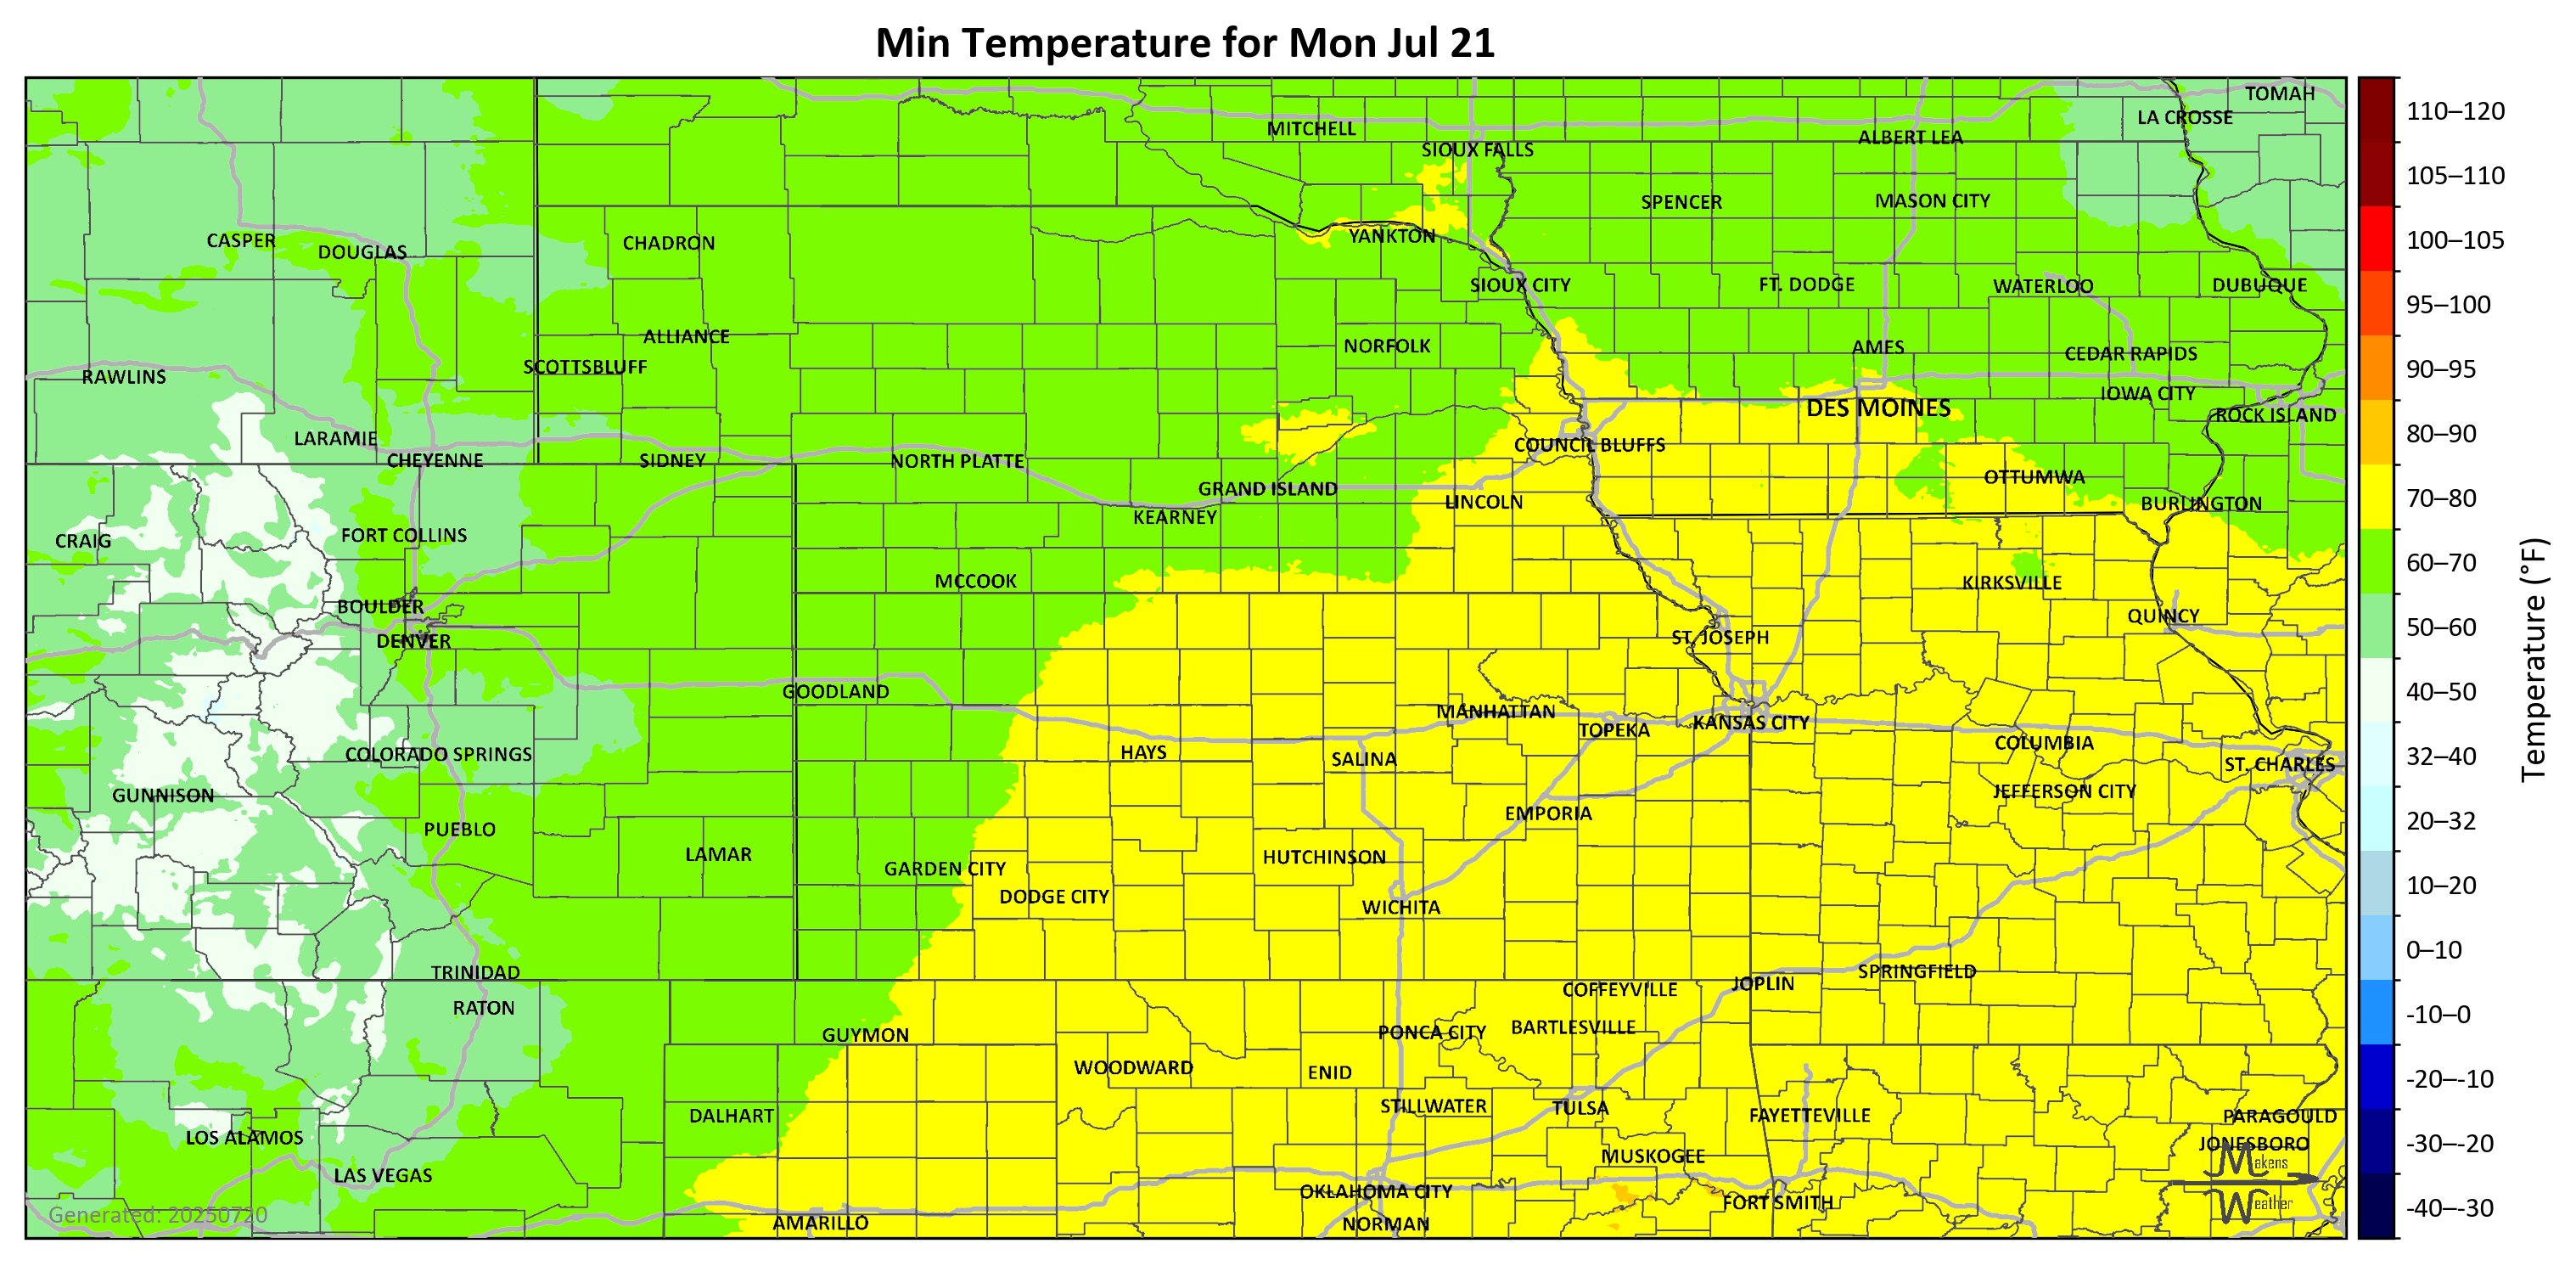 Min Temperature for Mon Jul 21
TOMAH
LA CROSSE
MITCHELL
ALBERT LEA
SIOUX FALLS
SPENCER
MASON CITY
CASPER
DOUGLAS
CHADRON
YANKTON
SIOUX CITY
FT. DODGE
WATERLOO
DUBUQUE
ALLIANCE
NORFOLK
AMES
CEDAR RAPIDS
SCOTTSBLUFF
RAWLINS
IOWA CITY
DES MOINES
ROCK ISLAND
LARAMIE
COUNCIL BLUFFS
CHEYENNE
SIDNEY
NORTH PLATTE
OTTUMWA
GRAND ISLAND
LINCOLN
BURLINGTON
KEARNEY
FORT COLLINS
CRAIG
MCCOOK
KIRKSVILLE
BOULDER
QUINCY
DENVER
ST. JOSEPH
GOODLAND
MANHATTAN
TOPEKA
KANSAS CITY
COLUMBIA
COLORADO SPRINGS
HAYS
SALINA
ST. CHARLES
GUNNISON
JEFFERSON CITY
EMPORIA
PUEBLO
LAMAR
HUTCHINSON
GARDEN CITY
DODGE CITY
WICHITA
TRINIDAD
SPRINGFIELD
JOPLIN
COFFEYVILLE
RATON
GUYMON
PONCA CITY
BARTLESVILLE
WOODWARD
ENID
STILLWATER
TULSA
DALHART
FAYETTEVILLE
PARAGOULD
LOS ALAMOS
JONESBORO
MUSKOGEE
LAS VEGAS
OKLAHOMA CITY
FORT SMITH
AMARILLO
NORMAN
Generated: 20250720
Makens
Weather
110–120
105–110
100–105
95–100
90–95
80–90
70–80
60–70
50–60
40–50
32–40
20–32
10–20
0–10
-10–0
-20–-10
-30–-20
-40–-30
Temperature (°F)